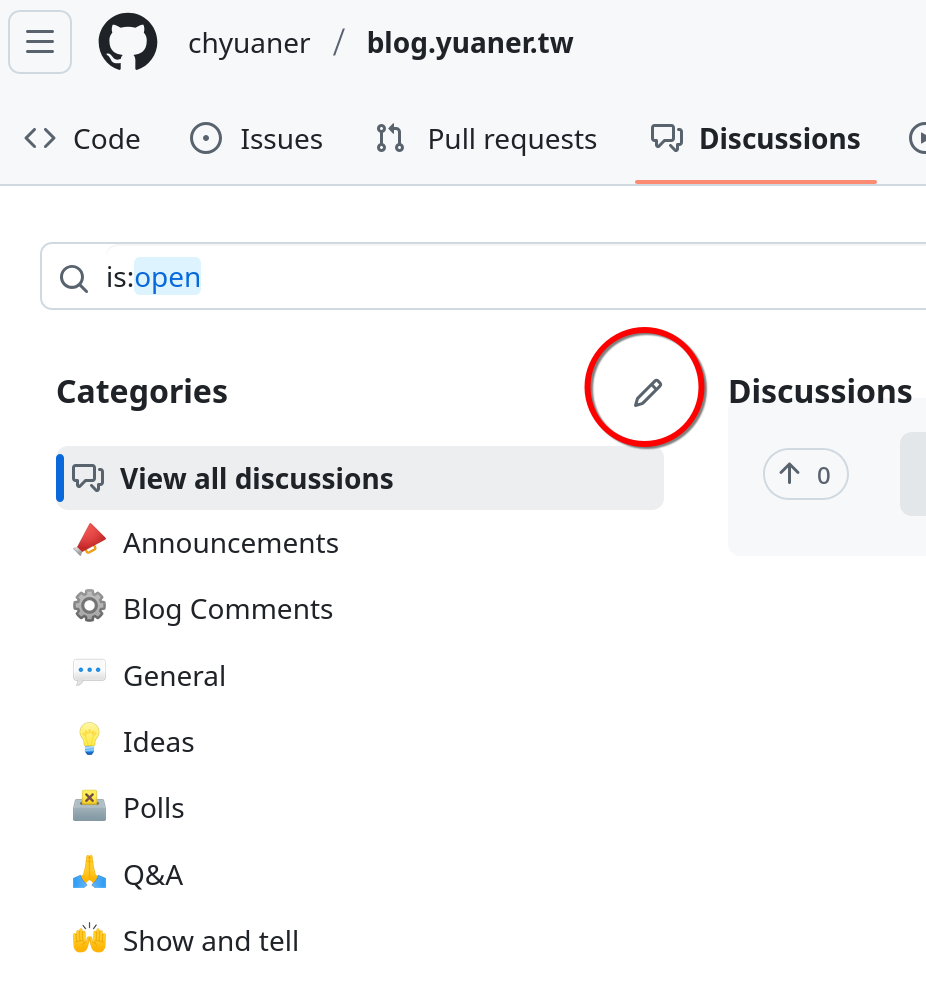 chyuaner / blog.yuaner.tw
Code Issues Pull requests Discussions
is:open
Categories
Discussions
View all discussions
0
Announcements
Blog Comments
General
Ideas
Polls
Q&A
Show and tell